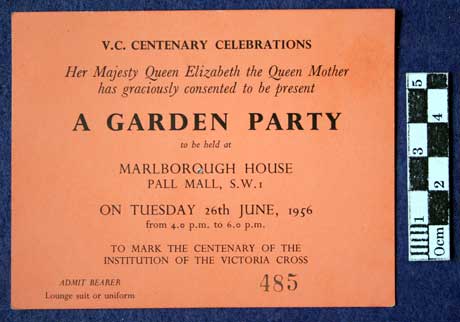 V.C. CENTENARY CELEBRATIONS
Her Majesty Queen Elizabeth the Queen Mother
has graciously consented to be present
A GARDEN PARTY
to be held at
MARLBOROUGH HOUSE
PALL MALL, S.W.1
ON TUESDAY 26th JUNE, 1956
from 4.0 p.m. to 6.0 p.m.
TO MARK THE CENTENARY OF THE
INSTITUTION OF THE VICTORIA CROSS
ADMIT BEARER
Lounge suit or uniform
485
5
4
3
2
1
0cm